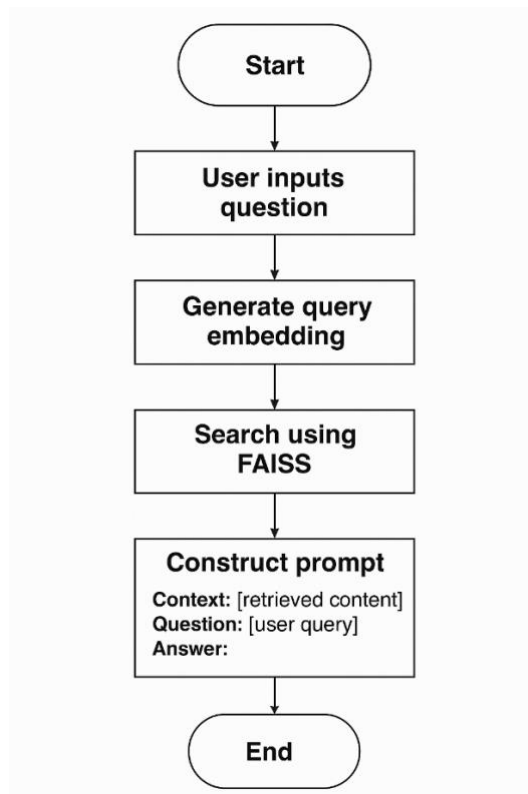 Start
User inputs
question
Generate query
embedding
Search using
FAISS
Construct prompt
Context: [retrieved content]
Question: [user query]
Answer:
End